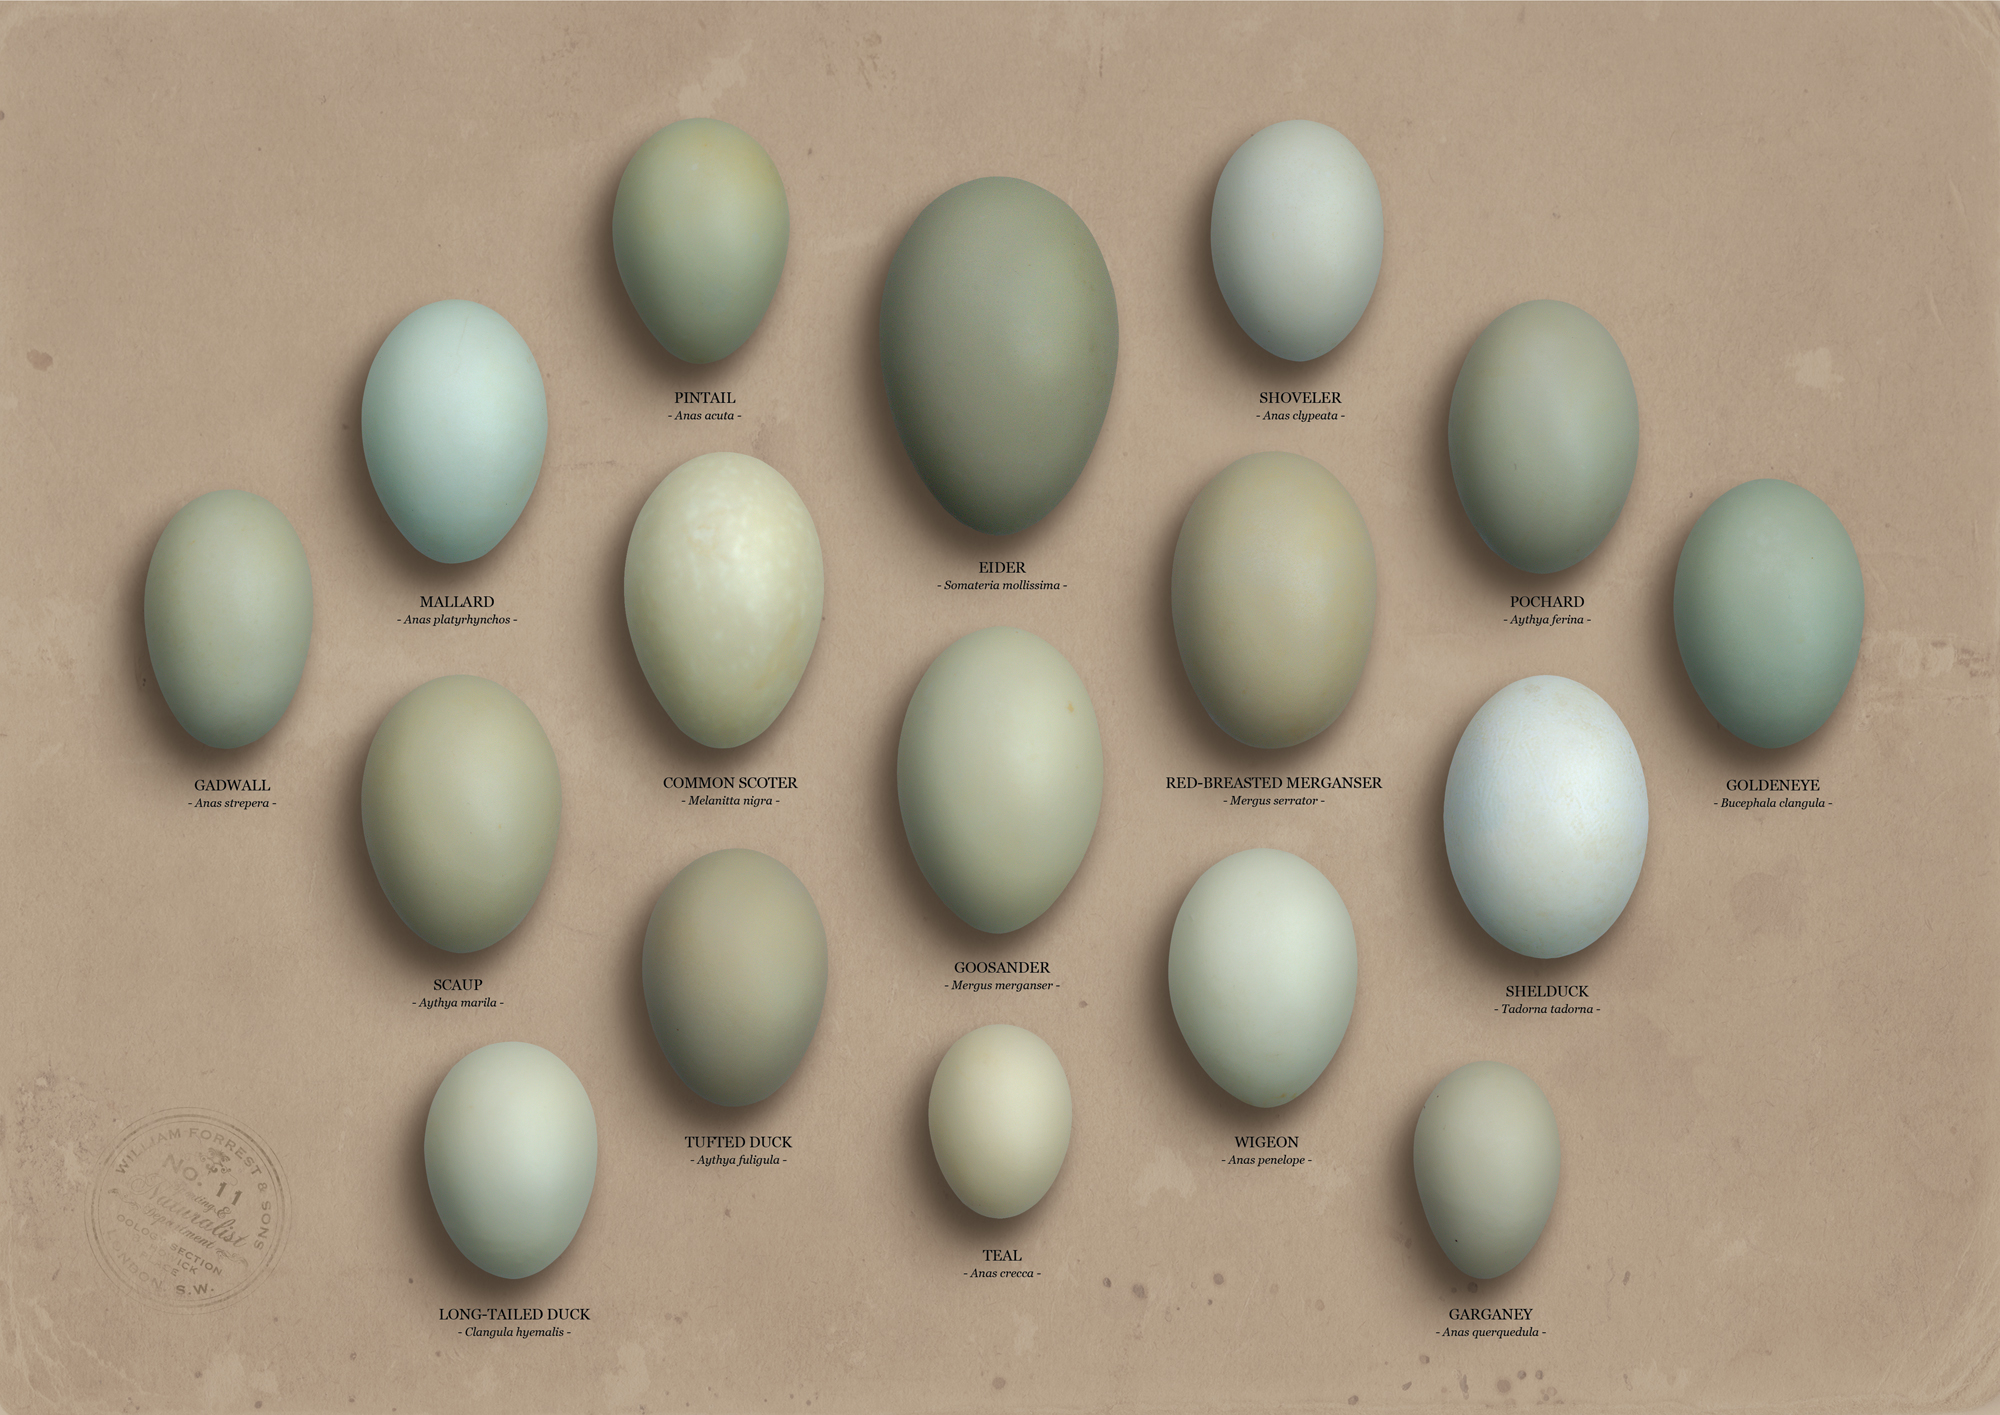 PINTAIL
- Anas acuta -
SHOVELER
- Anas clypeata -
EIDER
- Somateria mollissima -
MALLARD
- Anas platyrhynchos -
POCHARD
- Aythya ferina -
GADWALL
- Anas strepera -
COMMON SCOTER
- Melanitta nigra -
RED-BREASTED MERGANSER
- Mergus serrator -
GOLDENEYE
- Bucephala clangula -
SCAUP
- Aythya marila -
GOOSANDER
- Mergus merganser -
SHELDUCK
- Tadorna tadorna -
TUFTED DUCK
- Aythya fuligula -
WIGEON
- Anas penelope -
TEAL
- Anas crecca -
LONG-TAILED DUCK
- Clangula hyemalis -
GARGANEY
- Anas querquedula -
WILLIAM FORREST & SONS
NO. 11
Naturalist
Department
SECTION
LONDON. S.W.